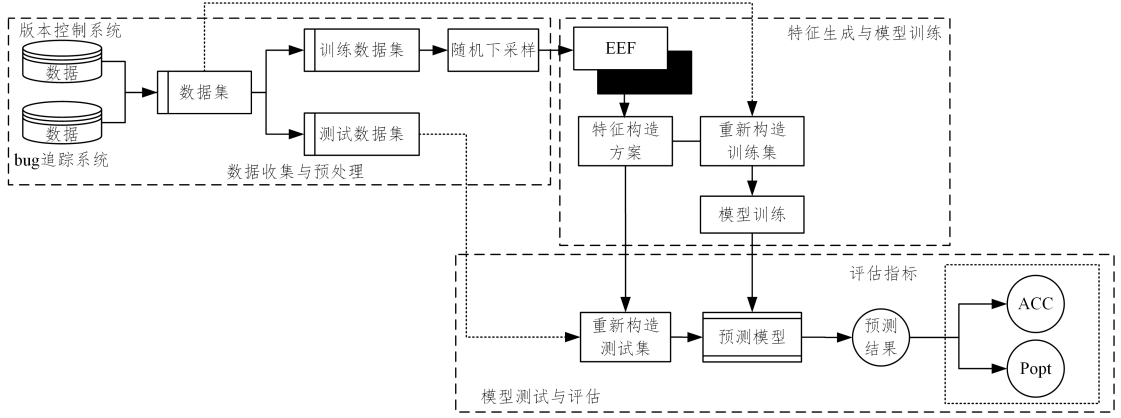 版本控制系统
数据
数据
bug追踪系统
数据集
训练数据集
随机下采样
测试数据集
数据收集与预处理
EEF
特征生成与模型训练
特征构造
方案
重新构造
训练集
模型训练
评估指标
重新构造
测试集
预测模型
预测
结果
ACC
Popt
模型测试与评估